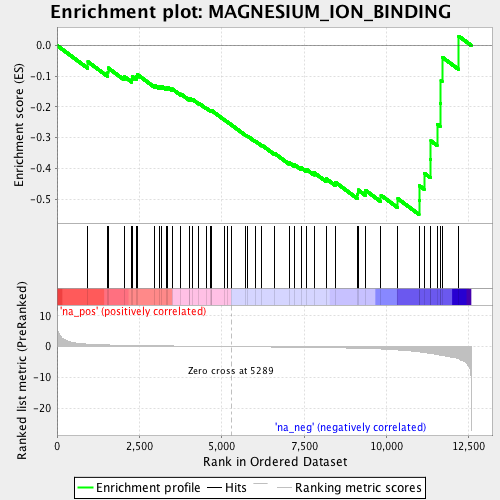 Enrichment plot: MAGNESIUM_ION_BINDING
Enrichment score (ES)
0.0
-0.1
-0.2
-0.3
-0.4
-0.5
'na_pos' (positively correlated)
Ranked list metric (PreRanked)
10
5
0
-5
-10
-15
-20
Zero cross at 5289
'na_neg' (negatively correlated)
0
2,500
5,000
7,500
10,000
12,500
Rank in Ordered Dataset
Enrichment profile
Hits
Ranking metric scores